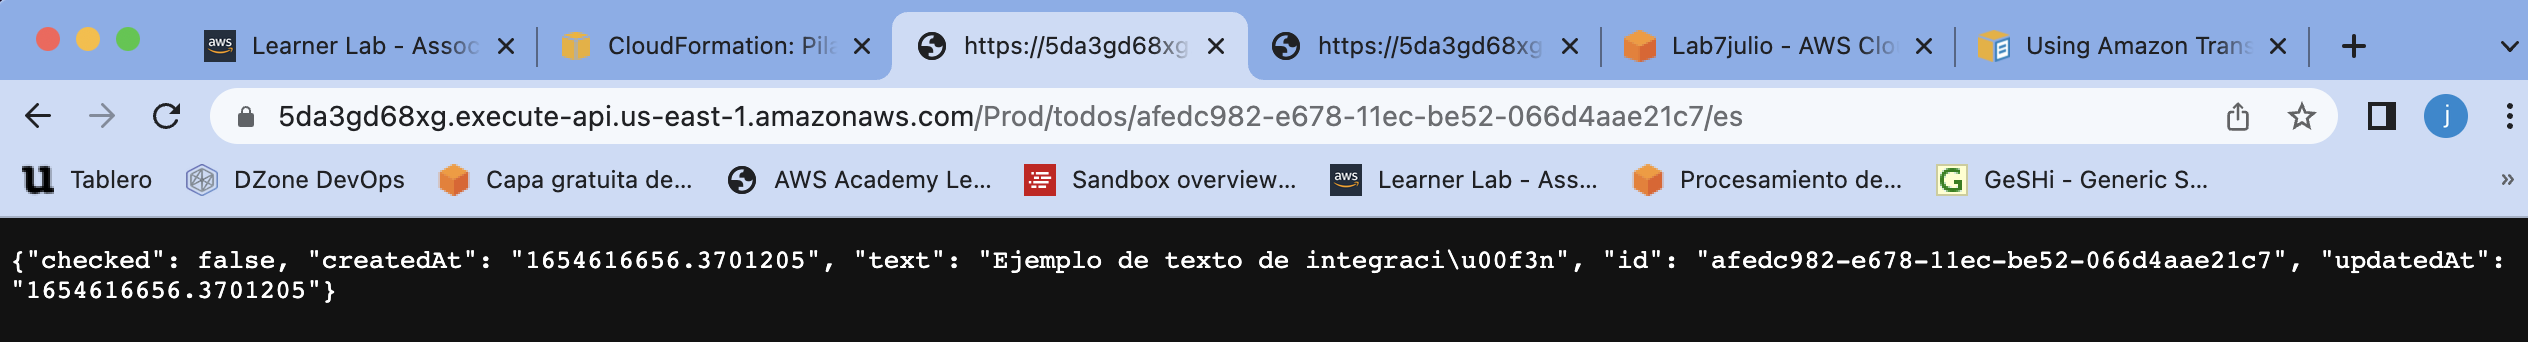 aws Learner Lab - Assoc CloudFormation: Pila https://5da3gd68xg https://5da3gd68xg Lab7julio - AWS Clo Using Amazon Trans
5da3gd68xg.execute-api.us-east-1.amazonaws.com/Prod/todos/afedc982-e678-11ec-be52-066d4aae21c7/es j
u Tablero DZone DevOps Capa gratuita de... AWS Academy Le... Sandbox overview... aws Learner Lab - Ass... Procesamiento de... G GeSHi - Generic S... »
{"checked": false, "createdAt": "1654616656.3701205", "text": "Ejemplo de texto de integraci\u00f3n", "id": "afedc982-e678-11ec-be52-066d4aae21c7", "updatedAt":
"1654616656.3701205"}